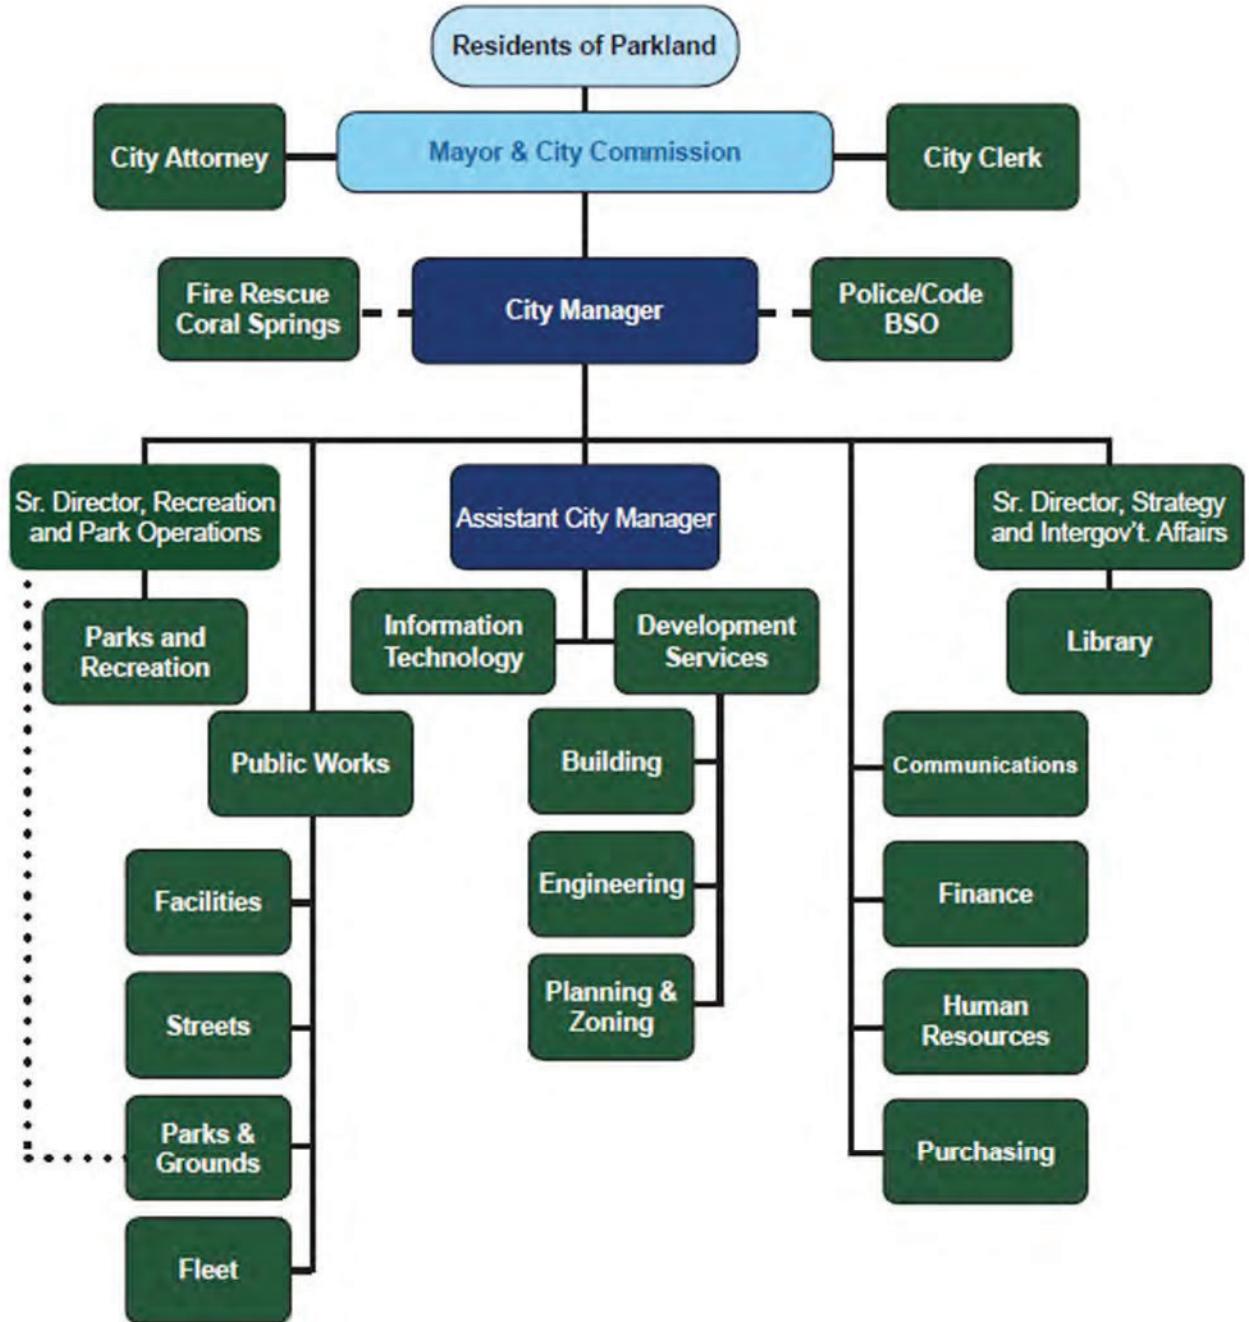 Residents of Parkland
City Attorney
Mayor & City Commission
City Clerk
Fire Rescue
Coral Springs
City Manager
Police/Code
BSO
Sr. Director, Recreation
and Park Operations
Assistant City Manager
Sr. Director, Strategy
and Intergov't. Affairs
Parks and
Recreation
Information
Technology
Development
Services
Library
Public Works
Building
Communications
Facilities
Engineering
Finance
Streets
Planning &
Zoning
Human
Resources
Parks &
Grounds
Purchasing
Fleet